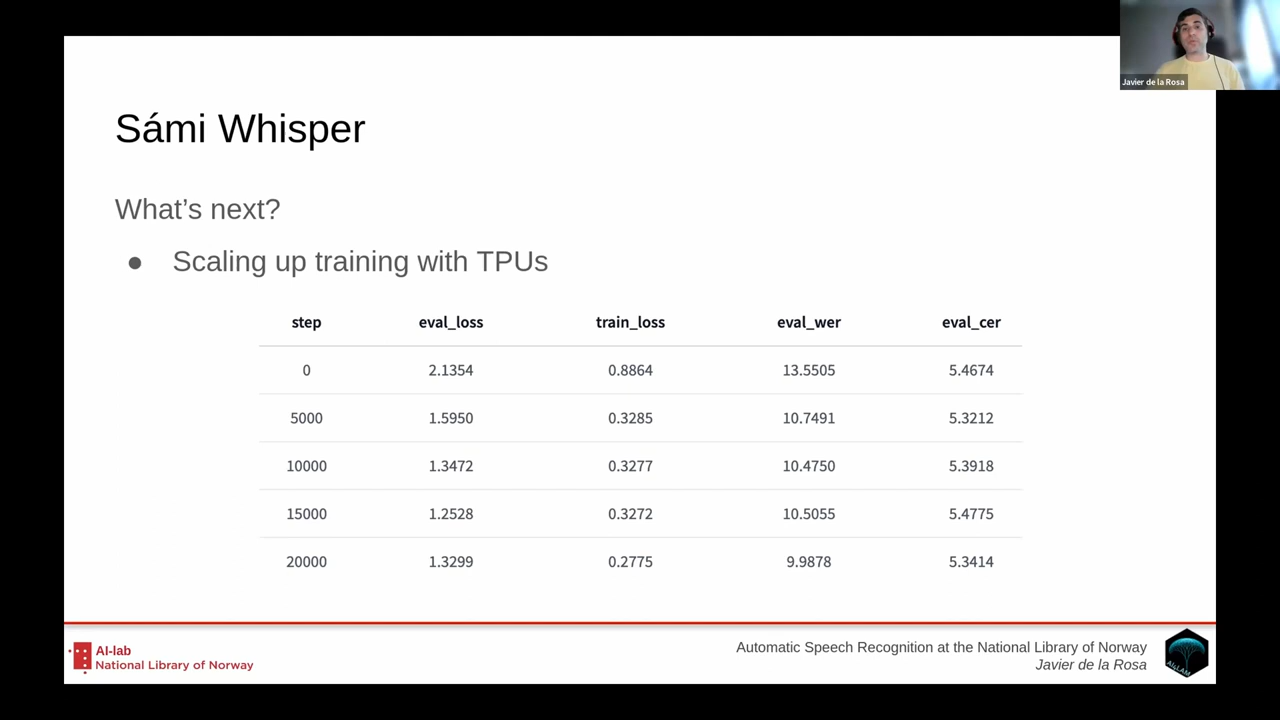 Javier de la Rosa
Sámi Whisper
What's next?
● Scaling up training with TPUs
step eval_loss train_loss eval_wer eval_cer
0 2.1354 0.8864 13.5505 5.4674
5000 1.5950 0.3285 10.7491 5.3212
10000 1.3472 0.3277 10.4750 5.3918
15000 1.2528 0.3272 10.5055 5.4775
20000 1.3299 0.2775 9.9878 5.3414
AI-lab
National Library of Norway
Automatic Speech Recognition at the National Library of Norway
Javier de la Rosa